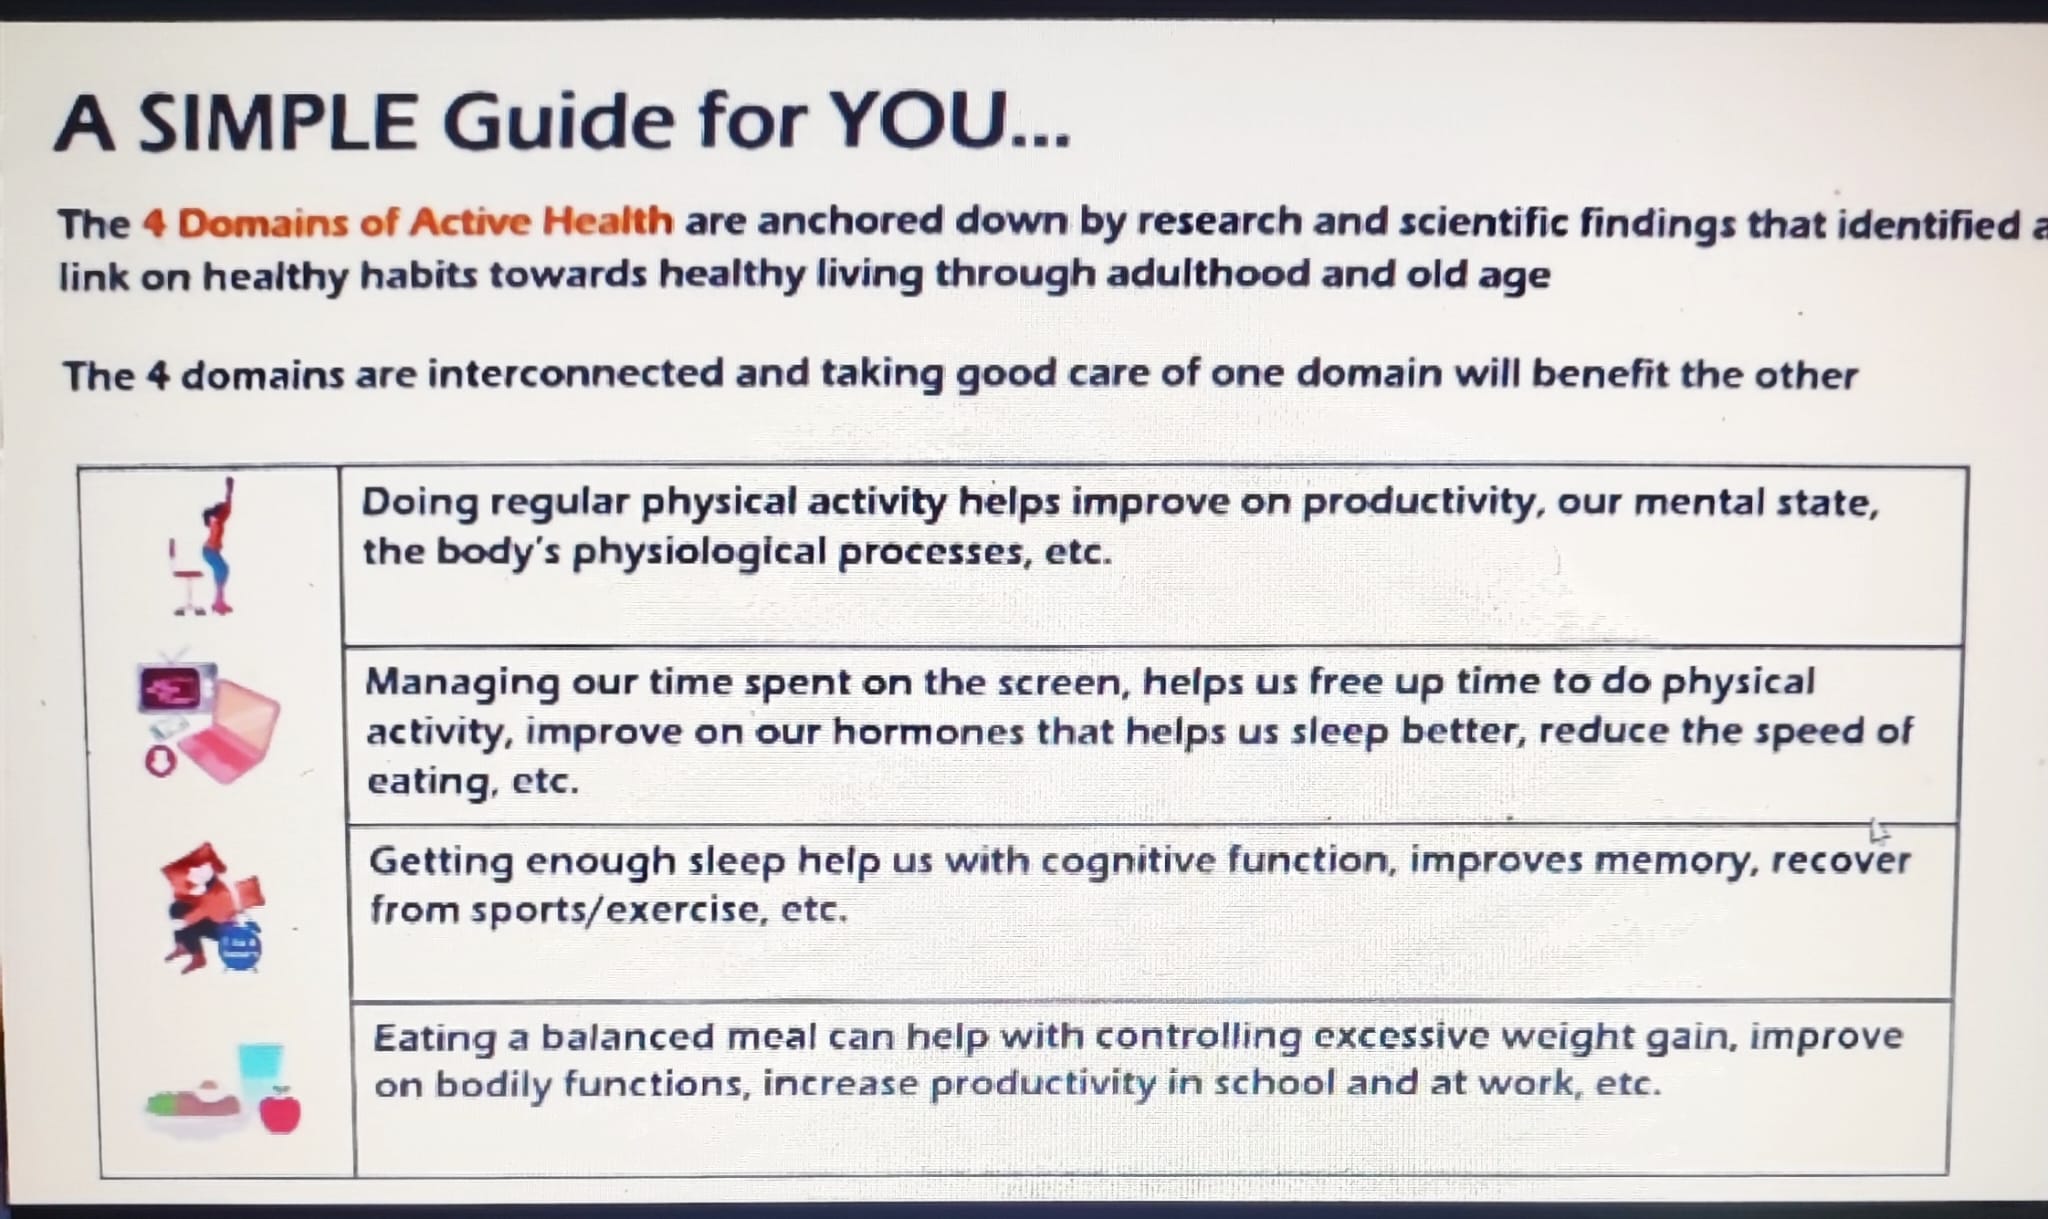 A SIMPLE Guide for YOU...
The 4 Domains of Active Health are anchored down by research and scientific findings that identified a
link on healthy habits towards healthy living through adulthood and old age
The 4 domains are interconnected and taking good care of one domain will benefit the other
Doing regular physical activity helps improve on productivity, our mental state,
the body's physiological processes, etc.
Managing our time spent on the screen, helps us free up time to do physical
activity, improve on our hormones that helps us sleep better, reduce the speed of
eating, etc.
Getting enough sleep help us with cognitive function, improves memory, recover
from sports/exercise, etc.
Eating a balanced meal can help with controlling excessive weight gain, improve
on bodily functions, increase productivity in school and at work, etc.